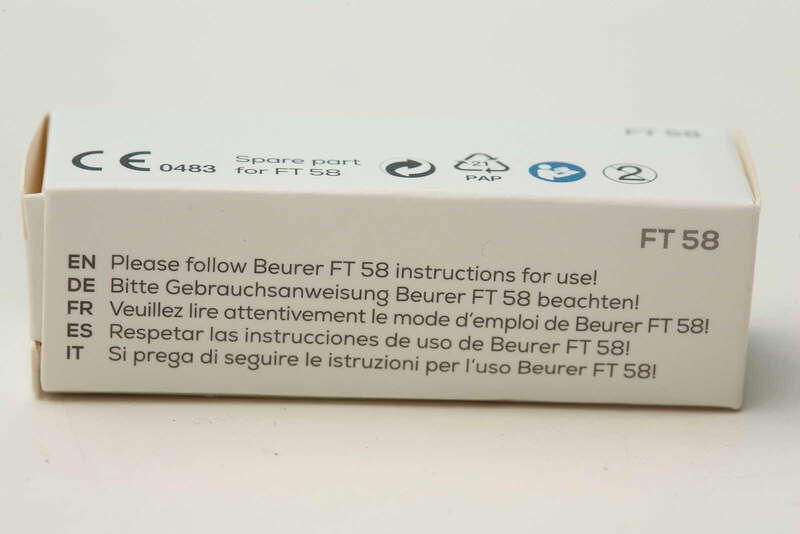 FT 58
CE 0483
Spare part
for FT 58
21
PAP
2
FT 58
EN Please follow Beurer FT 58 instructions for use!
DE Bitte Gebrauchsanweisung Beurer FT 58 beachten!
FR Veuillez lire attentivement le mode d’emploi de Beurer FT 58!
ES Respetar las instrucciones de uso de Beurer FT 58!
IT Si prega di seguire le istruzioni per l’uso Beurer FT 58!